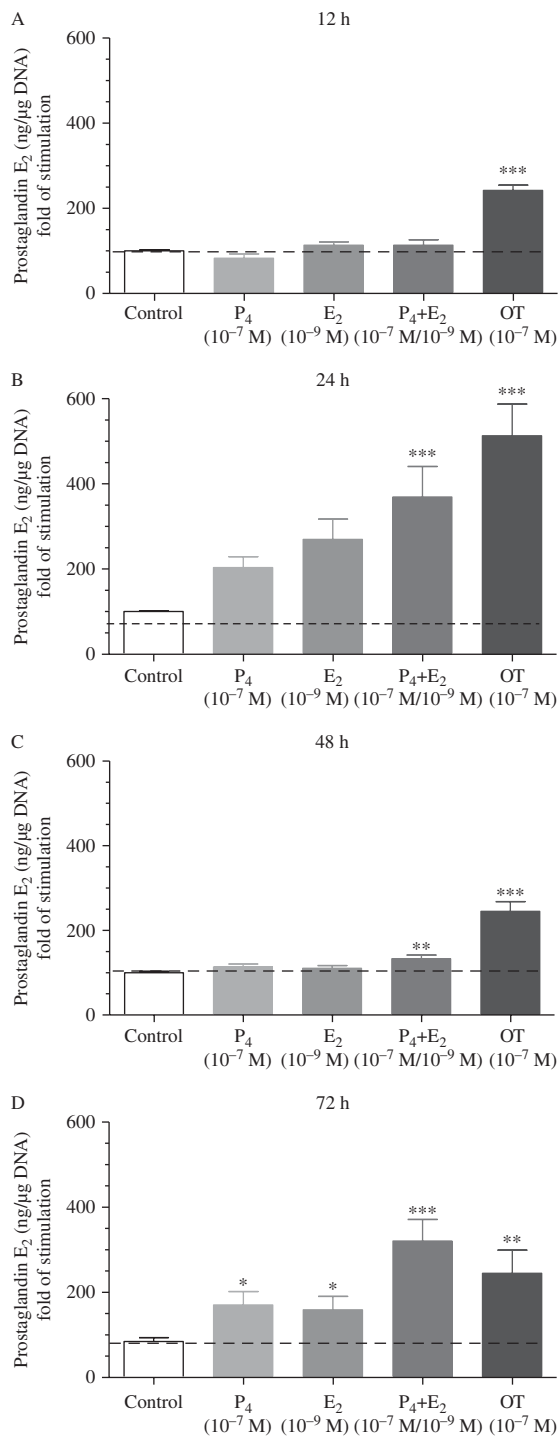 A
12 h
Prostaglandin E₂ (ng/μg DNA)
fold of stimulation
600
400
200
0
***
Control
P₄
(10⁻⁷ M)
E₂
(10⁻⁹ M)
P₄+E₂
(10⁻⁷ M/10⁻⁹ M)
OT
(10⁻⁷ M)
B
24 h
Prostaglandin E₂ (ng/μg DNA)
fold of stimulation
600
400
200
0
***
***
Control
P₄
(10⁻⁷ M)
E₂
(10⁻⁹ M)
P₄+E₂
(10⁻⁷ M/10⁻⁹ M)
OT
(10⁻⁷ M)
C
48 h
Prostaglandin E₂ (ng/μg DNA)
fold of stimulation
600
400
200
0
**
***
Control
P₄
(10⁻⁷ M)
E₂
(10⁻⁹ M)
P₄+E₂
(10⁻⁷ M/10⁻⁹ M)
OT
(10⁻⁷ M)
D
72 h
Prostaglandin E₂ (ng/μg DNA)
fold of stimulation
600
400
200
0
*
*
***
**
Control
P₄
(10⁻⁷ M)
E₂
(10⁻⁹ M)
P₄+E₂
(10⁻⁷ M/10⁻⁹ M)
OT
(10⁻⁷ M)